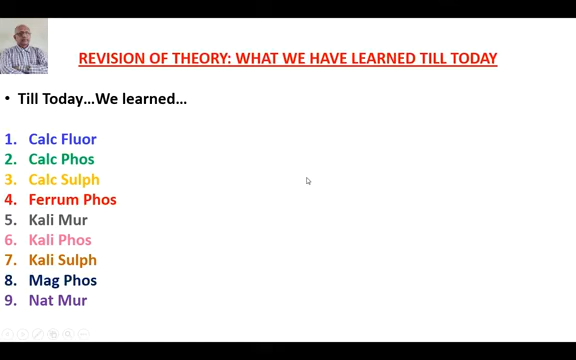 REVISION OF THEORY: WHAT WE HAVE LEARNED TILL TODAY
• Till Today...We learned...
1. Calc Fluor
2. Calc Phos
3. Calc Sulph
4. Ferrum Phos
5. Kali Mur
6. Kali Phos
7. Kali Sulph
8. Mag Phos
9. Nat Mur